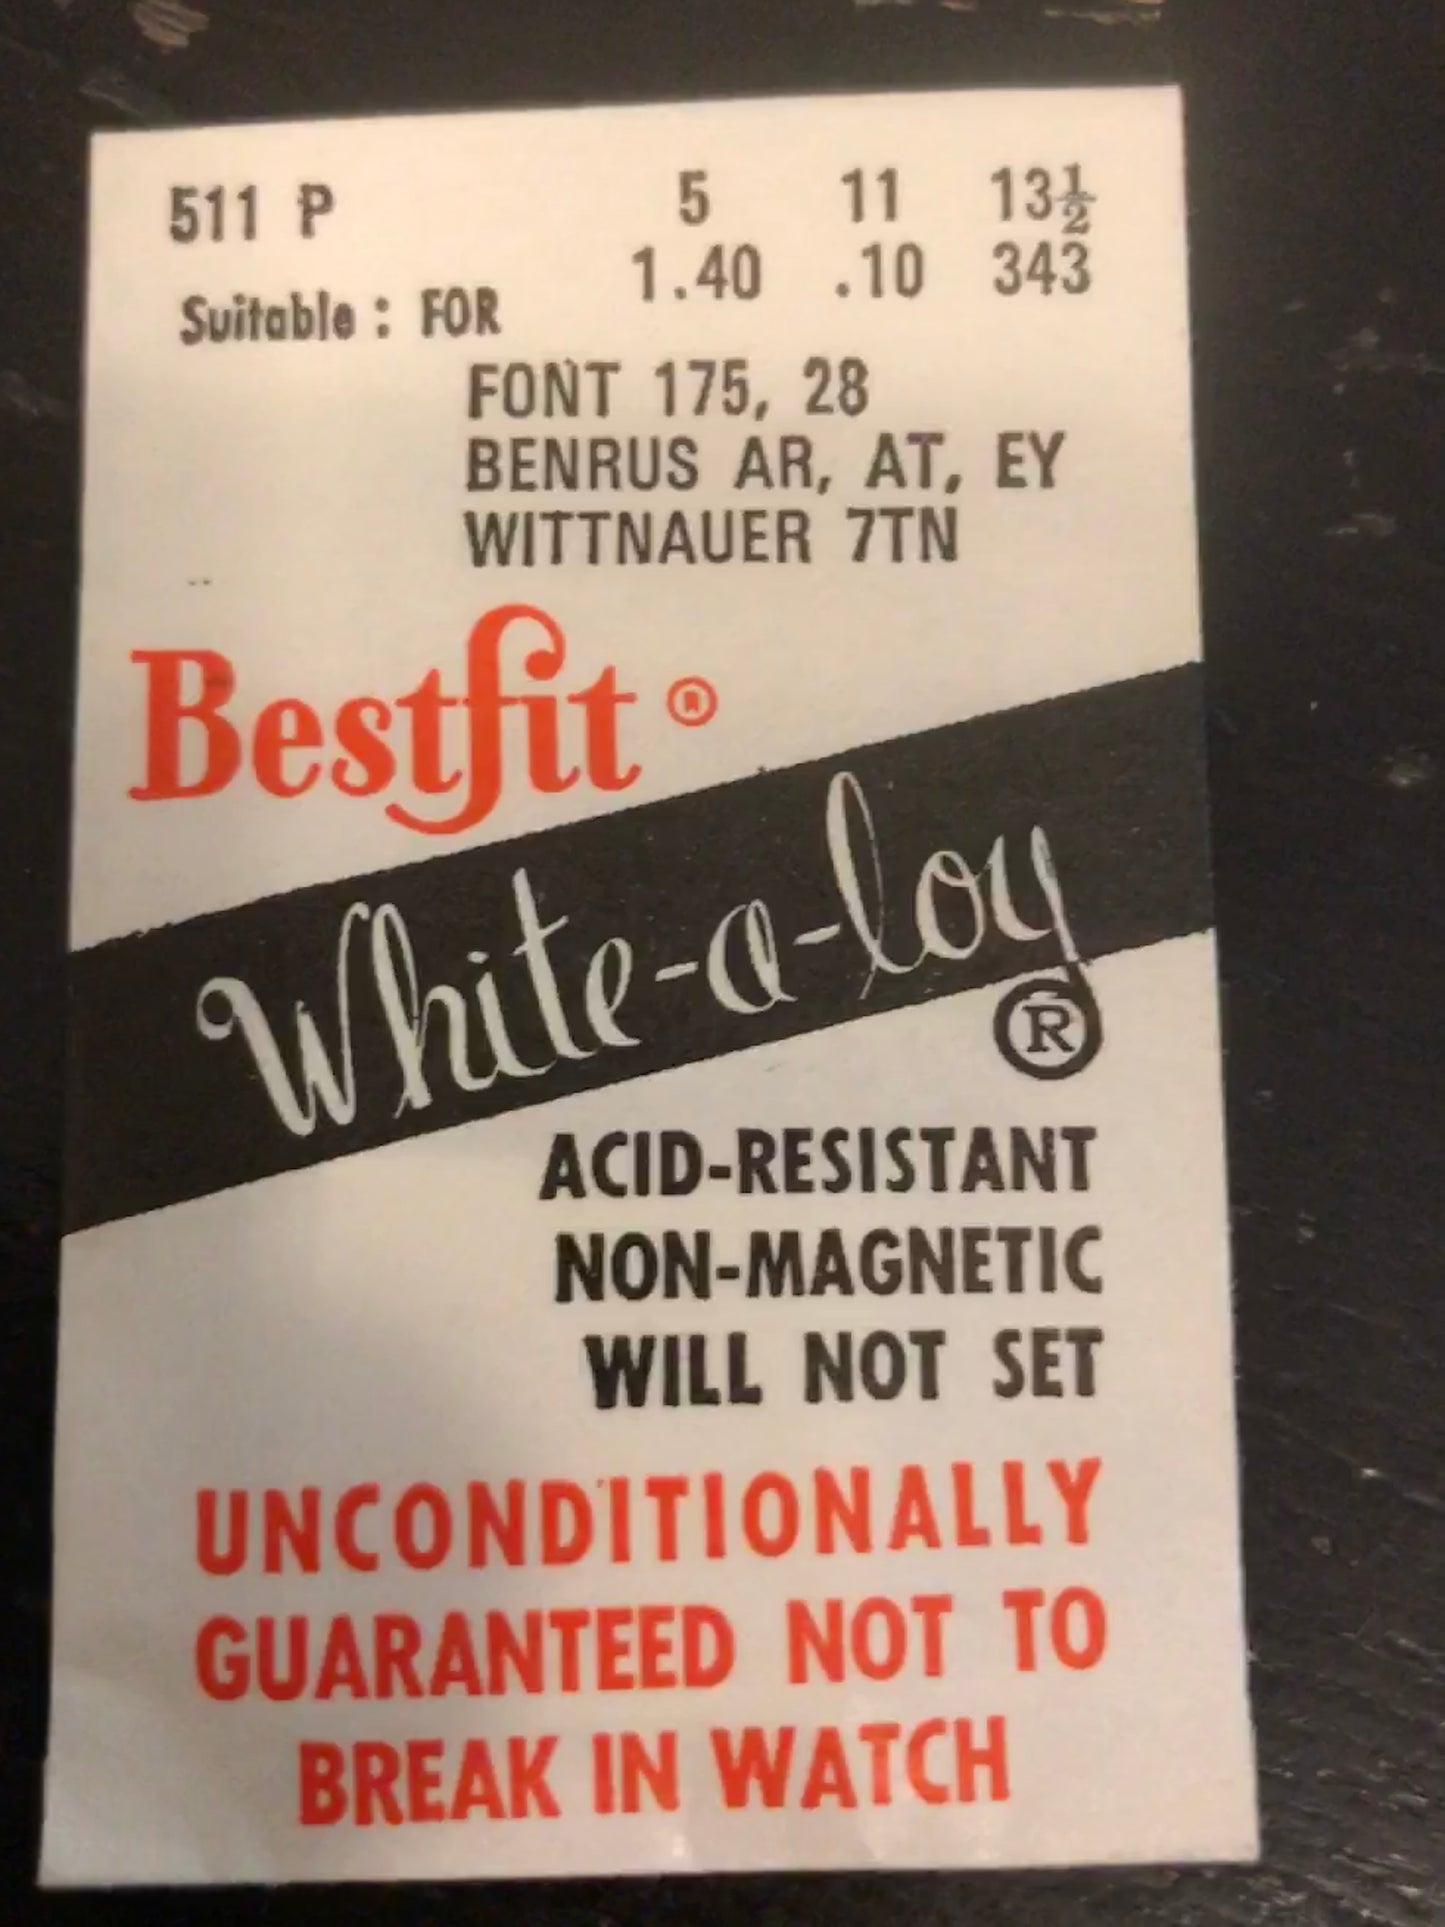 511 P 5 11 13½
1.40 .10 343
Suitable : FOR
FONT 175, 28
BENRUS AR, AT, EY
WITTNAUER 7TN
Bestfit ®
White-a-loy
®
ACID-RESISTANT
NON-MAGNETIC
WILL NOT SET
UNCONDITIONALLY
GUARANTEED NOT TO
BREAK IN WATCH